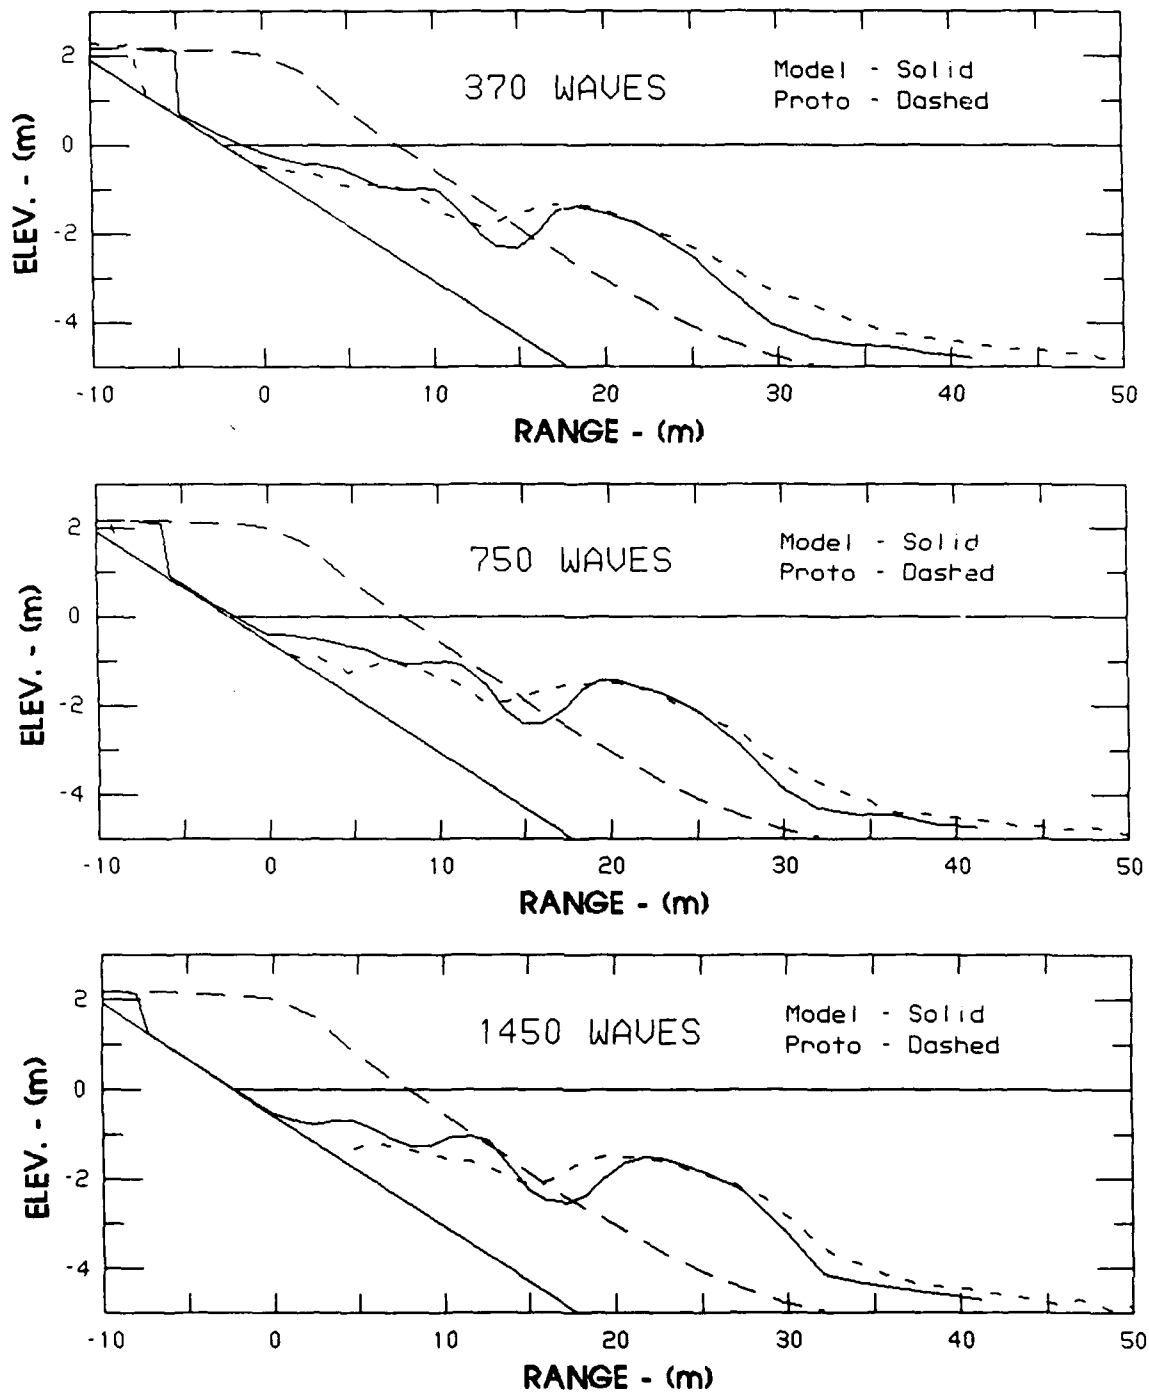 370 WAVES
Model - Solid
Proto - Dashed
ELEV. - (m)
2
0
-2
-4
-10 0 10 20 30 40 50
RANGE - (m)
750 WAVES
Model - Solid
Proto - Dashed
ELEV. - (m)
2
0
-2
-4
-10 0 10 20 30 40 50
RANGE - (m)
1450 WAVES
Model - Solid
Proto - Dashed
ELEV. - (m)
2
0
-2
-4
-10 0 10 20 30 40 50
RANGE - (m)